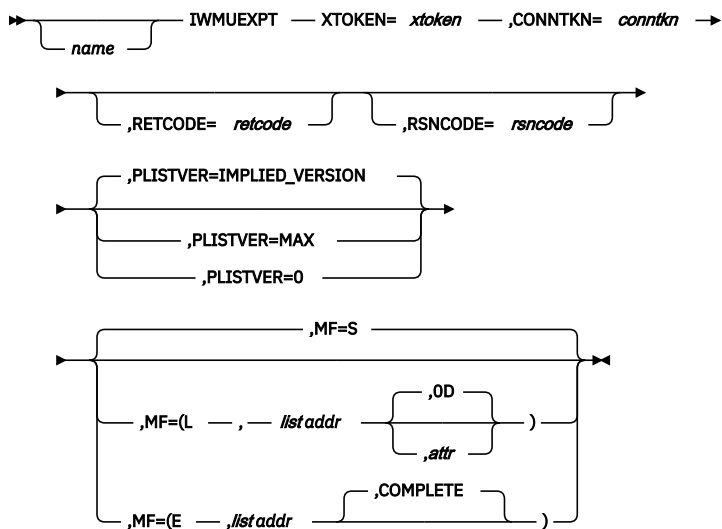 IWMUEXPT XTOKEN= xtoken ,CONNTKN= conntkn
name
,RETCODE= retcode ,RSNCODE= rsncode
,PLISTVER=IMPLIED_VERSION
,PLISTVER=MAX
,PLISTVER=0
,MF=S
,0D
,MF=(L , list addr )
,attr
,COMPLETE
,MF=(E ,list addr )